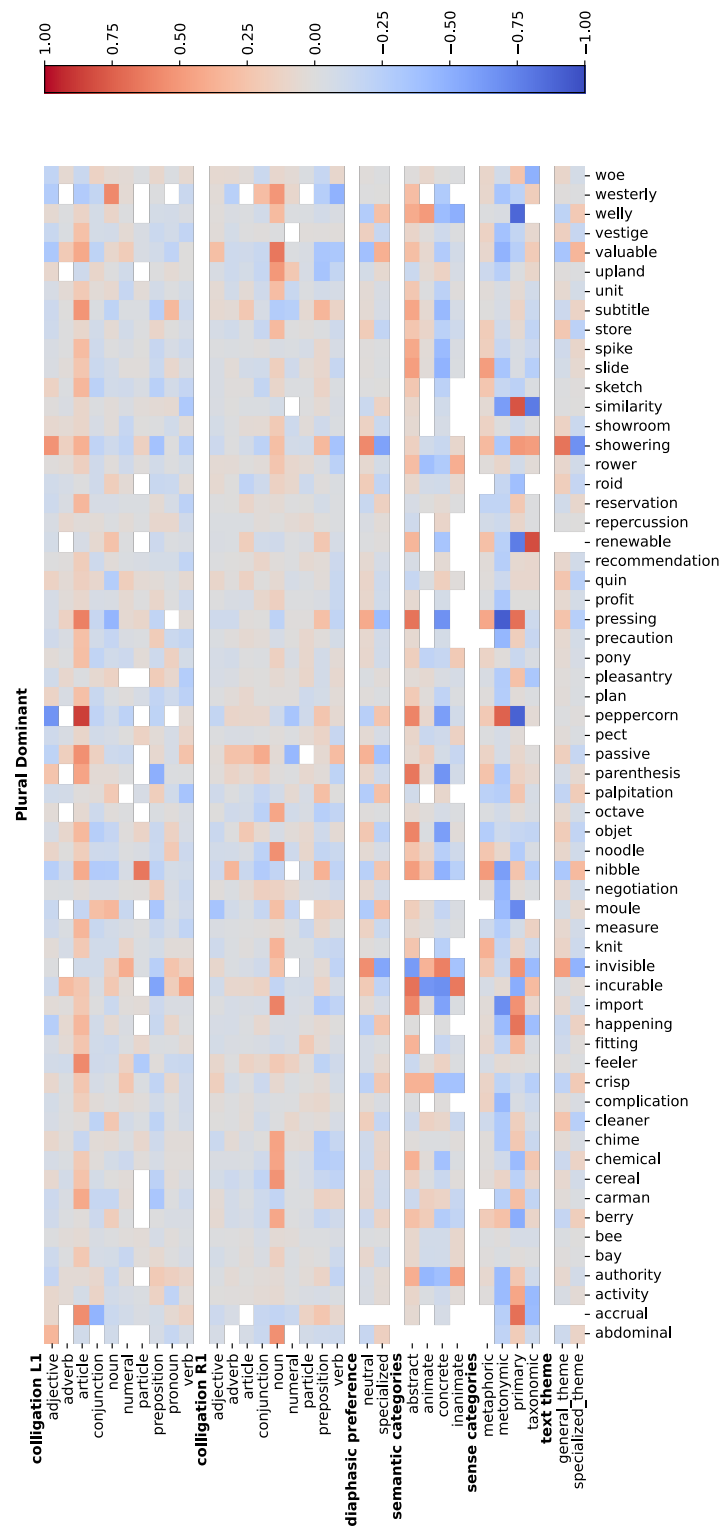 Plural Dominant
1.00
0.75
0.50
0.25
0.00
−0.25
−0.50
−0.75
−1.00
woe
westerly
welly
vestige
valuable
upland
unit
subtitle
store
spike
slide
sketch
similarity
showroom
showering
rower
roid
reservation
repercussion
renewable
recommendation
quin
profit
pressing
precaution
pony
pleasantry
plan
peppercorn
pect
passive
parenthesis
palpitation
octave
objet
noodle
nibble
negotiation
moule
measure
knit
invisible
incurable
import
happening
fitting
feeler
crisp
complication
cleaner
chime
chemical
cereal
carman
berry
bee
bay
authority
activity
accrual
abdominal
colligation L1
adjective
adverb
article
conjunction
noun
numeral
particle
preposition
pronoun
verb
colligation R1
adjective
adverb
article
conjunction
noun
numeral
particle
preposition
verb
diaphasic preference
neutral
specialized
semantic categories
abstract
animate
concrete
inanimate
sense categories
metaphoric
metonymic
primary
taxonomic
text theme
general_theme
specialized_theme